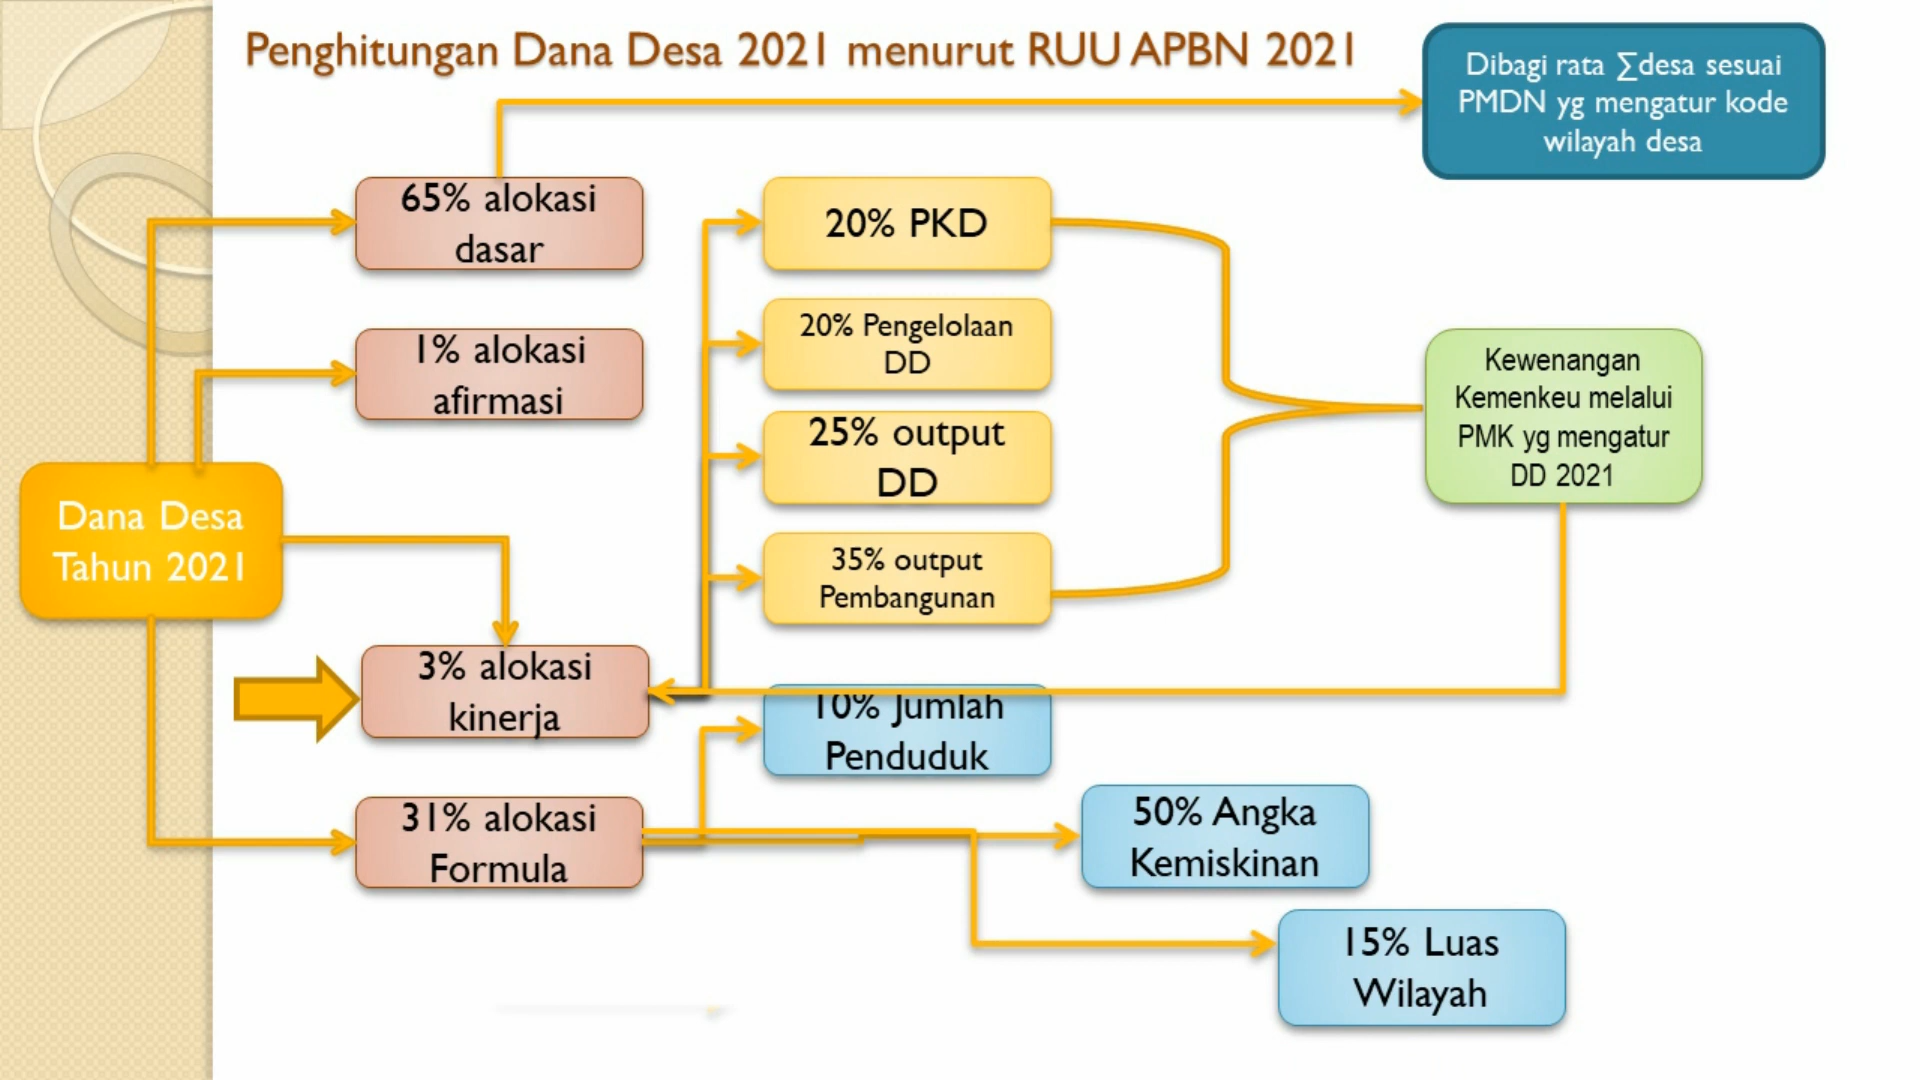 Penghitungan Dana Desa 2021 menurut RUU APBN 2021
Dibagi rata ∑desa sesuai
PMDN yg mengatur kode
wilayah desa
65% alokasi
dasar
20% PKD
1% alokasi
afirmasi
20% Pengelolaan
DD
Kewenangan
Kemenkeu melalui
PMK yg mengatur
DD 2021
25% output
DD
Dana Desa
Tahun 2021
35% output
Pembangunan
3% alokasi
kinerja
10% Jumlah
Penduduk
31% alokasi
Formula
50% Angka
Kemiskinan
15% Luas
Wilayah